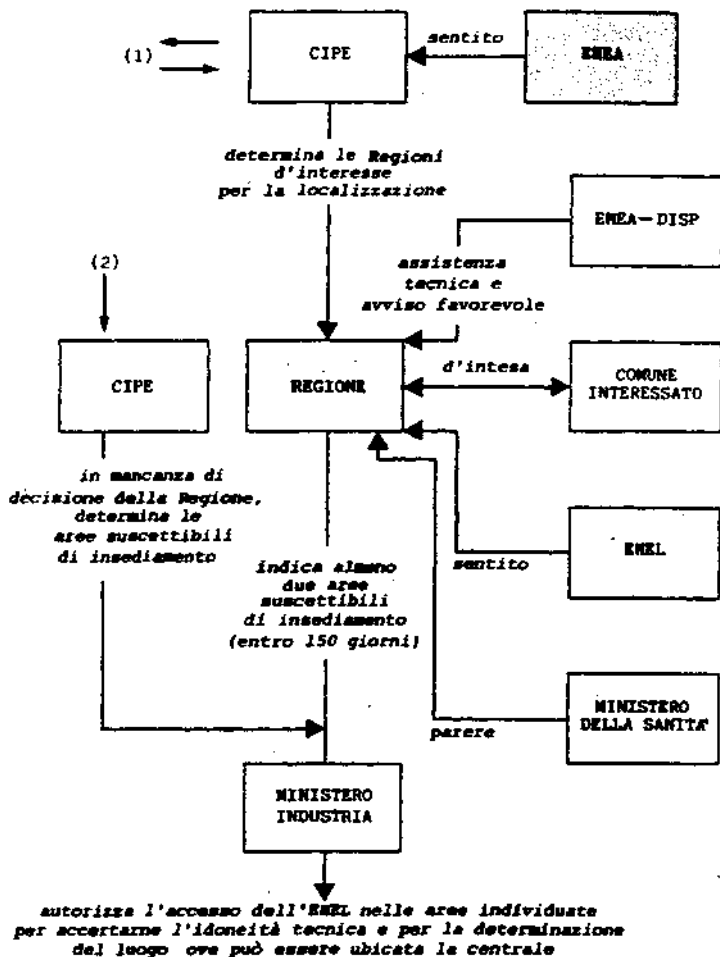 (1)
CIPE
sentito
ENEA
determina le Regioni
d'interesse
per la localizzazione
ENEA-DISP
assistenza
tecnica e
avviso favorevole
(2)
CIPE
REGIONE
d'intesa
COMUNE
INTERESSATO
in mancanza di
decisione della Regione,
determina le
aree suscettibili
di insediamento
indica almeno
due aree
suscettibili
di insediamento
(entro 150 giorni)
sentito
ENEL
parere
MINISTERO
DELLA SANITA'
MINISTERO
INDUSTRIA
autorizza l'accesso dell'ENEL nelle aree individuate
per accertarne l'idoneità tecnica e per la determinazione
del luogo ove può essere ubicata la centrale